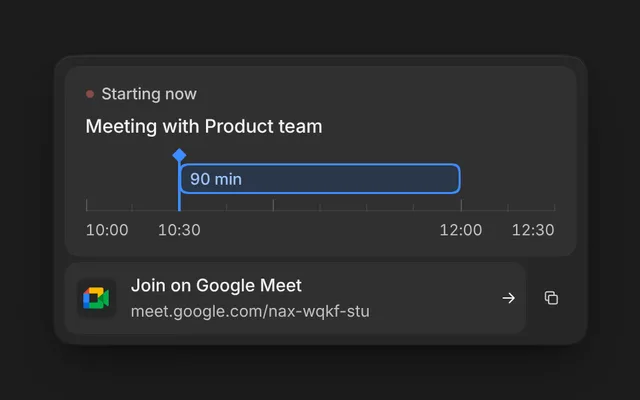 Starting now
Meeting with Product team
90 min
10:00 10:30 12:00 12:30
Join on Google Meet
meet.google.com/nax-wqkf-stu